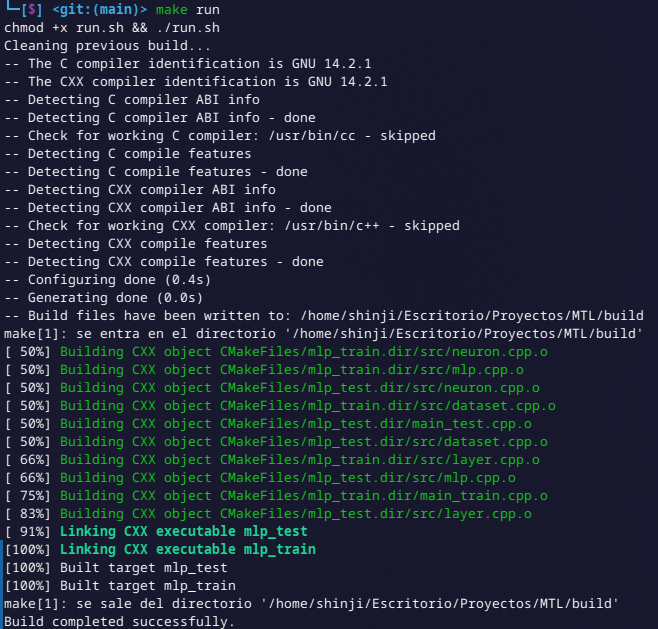 └─[$] <git:(main)> make run
chmod +x run.sh && ./run.sh
Cleaning previous build...
-- The C compiler identification is GNU 14.2.1
-- The CXX compiler identification is GNU 14.2.1
-- Detecting C compiler ABI info
-- Detecting C compiler ABI info - done
-- Check for working C compiler: /usr/bin/cc - skipped
-- Detecting C compile features
-- Detecting C compile features - done
-- Detecting CXX compiler ABI info
-- Detecting CXX compiler ABI info - done
-- Check for working CXX compiler: /usr/bin/c++ - skipped
-- Detecting CXX compile features
-- Detecting CXX compile features - done
-- Configuring done (0.4s)
-- Generating done (0.0s)
-- Build files have been written to: /home/shinji/Escritorio/Proyectos/MTL/build
make[1]: se entra en el directorio '/home/shinji/Escritorio/Proyectos/MTL/build'
[ 50%] Building CXX object CMakeFiles/mlp_train.dir/src/neuron.cpp.o
[ 50%] Building CXX object CMakeFiles/mlp_train.dir/src/mlp.cpp.o
[ 50%] Building CXX object CMakeFiles/mlp_test.dir/src/neuron.cpp.o
[ 50%] Building CXX object CMakeFiles/mlp_train.dir/src/dataset.cpp.o
[ 50%] Building CXX object CMakeFiles/mlp_test.dir/main_test.cpp.o
[ 50%] Building CXX object CMakeFiles/mlp_test.dir/src/dataset.cpp.o
[ 66%] Building CXX object CMakeFiles/mlp_train.dir/src/layer.cpp.o
[ 66%] Building CXX object CMakeFiles/mlp_test.dir/src/mlp.cpp.o
[ 75%] Building CXX object CMakeFiles/mlp_train.dir/main_train.cpp.o
[ 83%] Building CXX object CMakeFiles/mlp_test.dir/src/layer.cpp.o
[ 91%] Linking CXX executable mlp_test
[100%] Linking CXX executable mlp_train
[100%] Built target mlp_test
[100%] Built target mlp_train
make[1]: se sale del directorio '/home/shinji/Escritorio/Proyectos/MTL/build'
Build completed successfully.